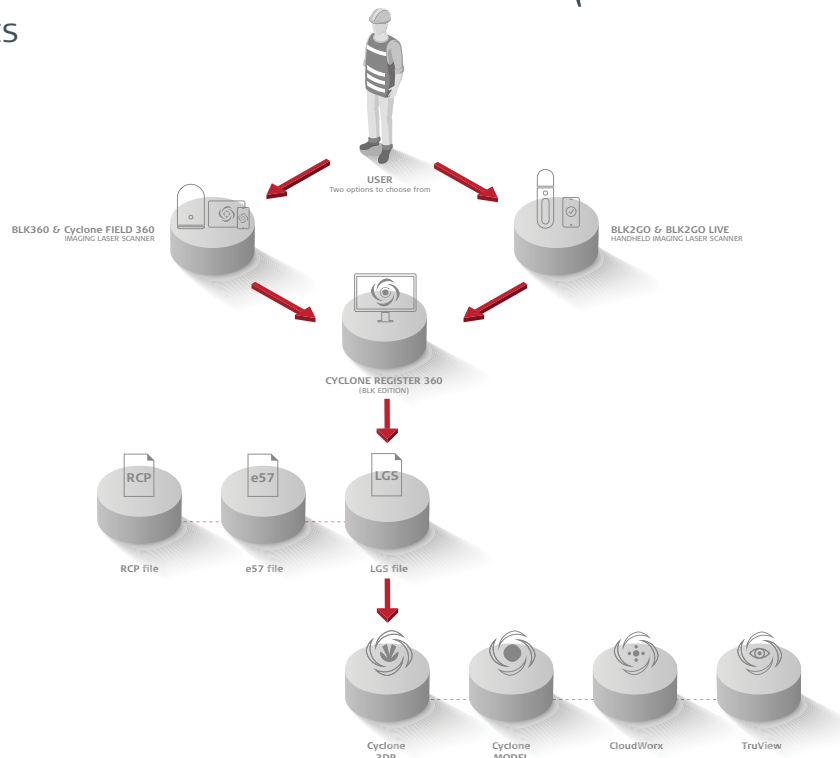 USER
Two options to choose from
BLK360 & Cyclone FIELD 360
IMAGING LASER SCANNER
BLK2GO & BLK2GO LIVE
HANDHELD IMAGING LASER SCANNER
CYCLONE REGISTER 360
(BLK EDITION)
RCP
e57
LGS
RCP file
e57 file
LGS file
Cyclone
3DR
Cyclone
MODEL
CloudWorx
TruView